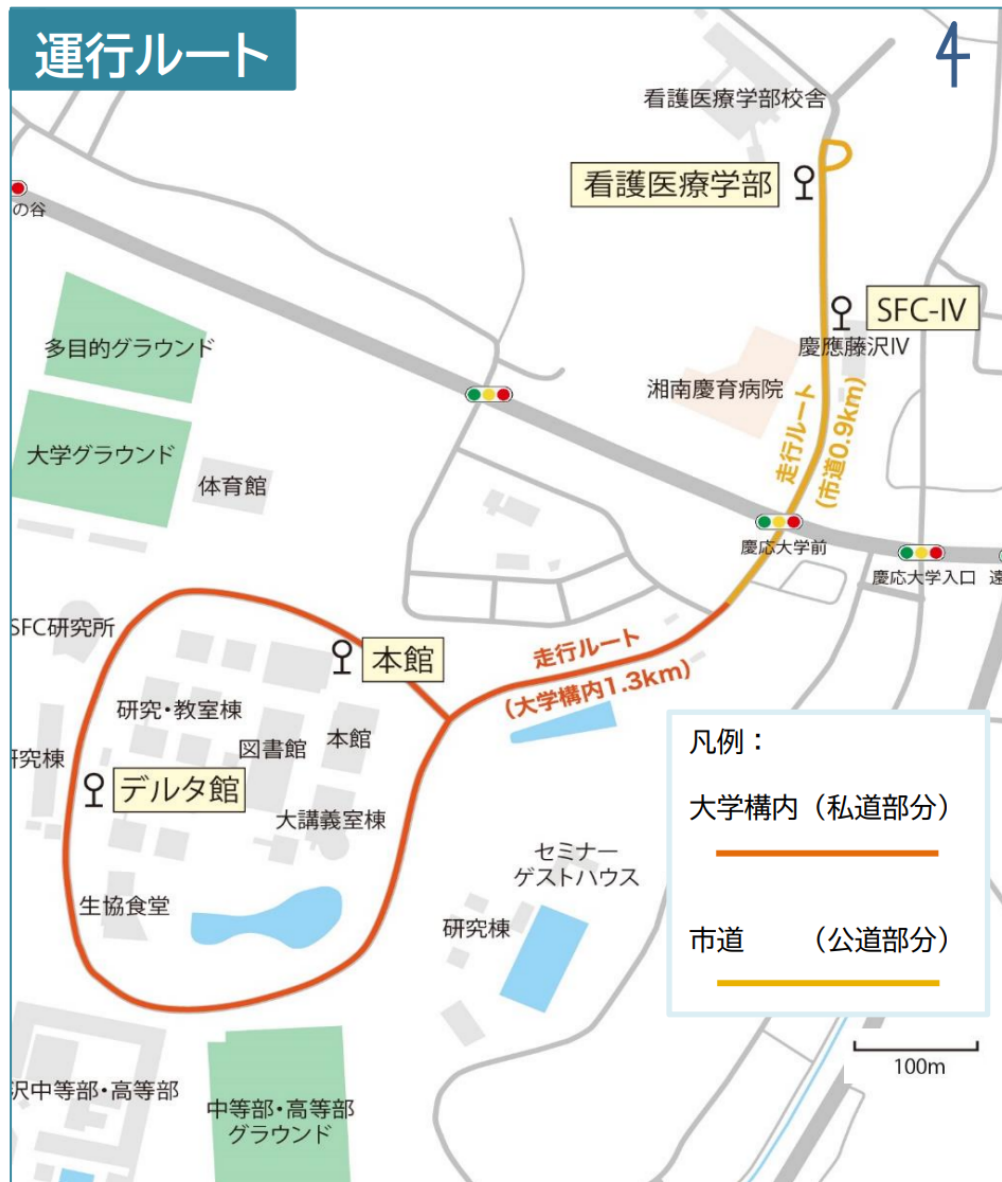 運行ルート
看護医療学部校舎
看護医療学部
の谷
SFC-IV
慶應藤沢IV
多目的グラウンド
湘南慶育病院
走行ルート
(市道0.9km)
大学グラウンド
体育館
慶応大学前
慶応大学入口
遠
SFC研究所
本館
走行ルート
(大学構内1.3km)
研究・教室棟
図書館
本館
研究棟
デルタ館
大講義室棟
凡例：
大学構内（私道部分）
市道　　（公道部分）
セミナー
ゲストハウス
生協食堂
研究棟
100m
沢中等部・高等部
中等部・高等部
グラウンド